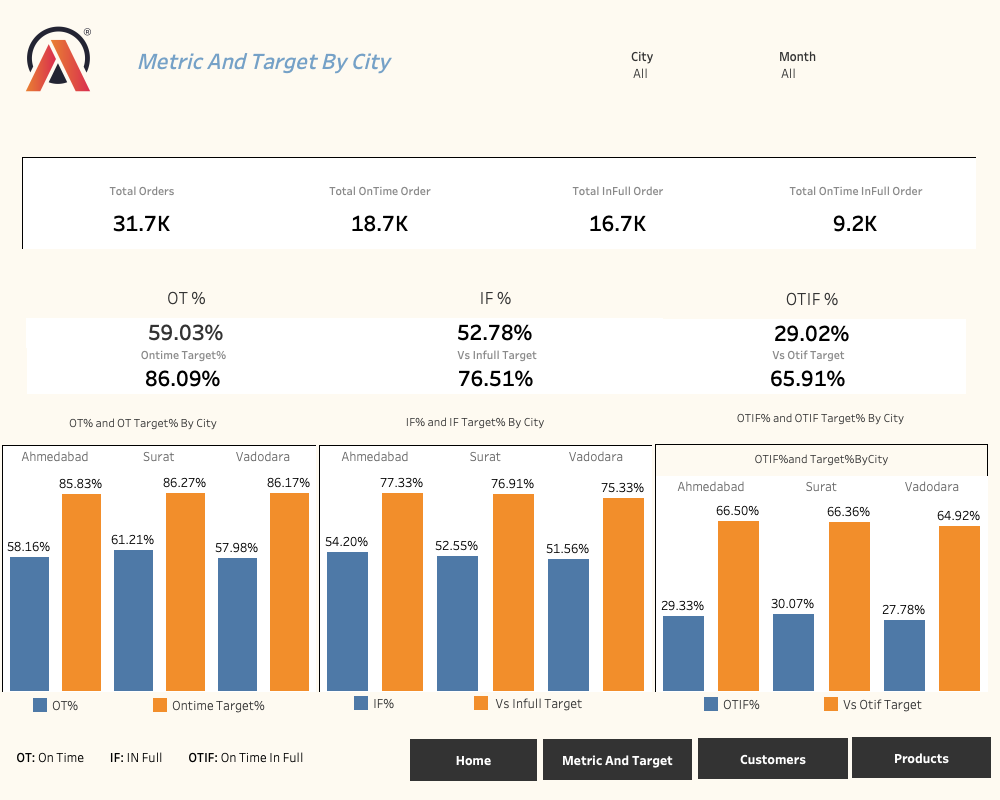 ®
Metric And Target By City
City
All
Month
All
Total Orders
31.7K
Total OnTime Order
18.7K
Total InFull Order
16.7K
Total OnTime InFull Order
9.2K
OT %
59.03%
Ontime Target%
86.09%
IF %
52.78%
Vs Infull Target
76.51%
OTIF %
29.02%
Vs Otif Target
65.91%
OT% and OT Target% By City
Ahmedabad Surat Vadodara
58.16% 85.83% 61.21% 86.27% 57.98% 86.17%
OT% Ontime Target%
IF% and IF Target% By City
Ahmedabad Surat Vadodara
54.20% 77.33% 52.55% 76.91% 51.56% 75.33%
IF% Vs Infull Target
OTIF% and OTIF Target% By City
OTIF%and Target%ByCity
Ahmedabad Surat Vadodara
29.33% 66.50% 30.07% 66.36% 27.78% 64.92%
OTIF% Vs Otif Target
OT: On Time IF: IN Full OTIF: On Time In Full
Home
Metric And Target
Customers
Products